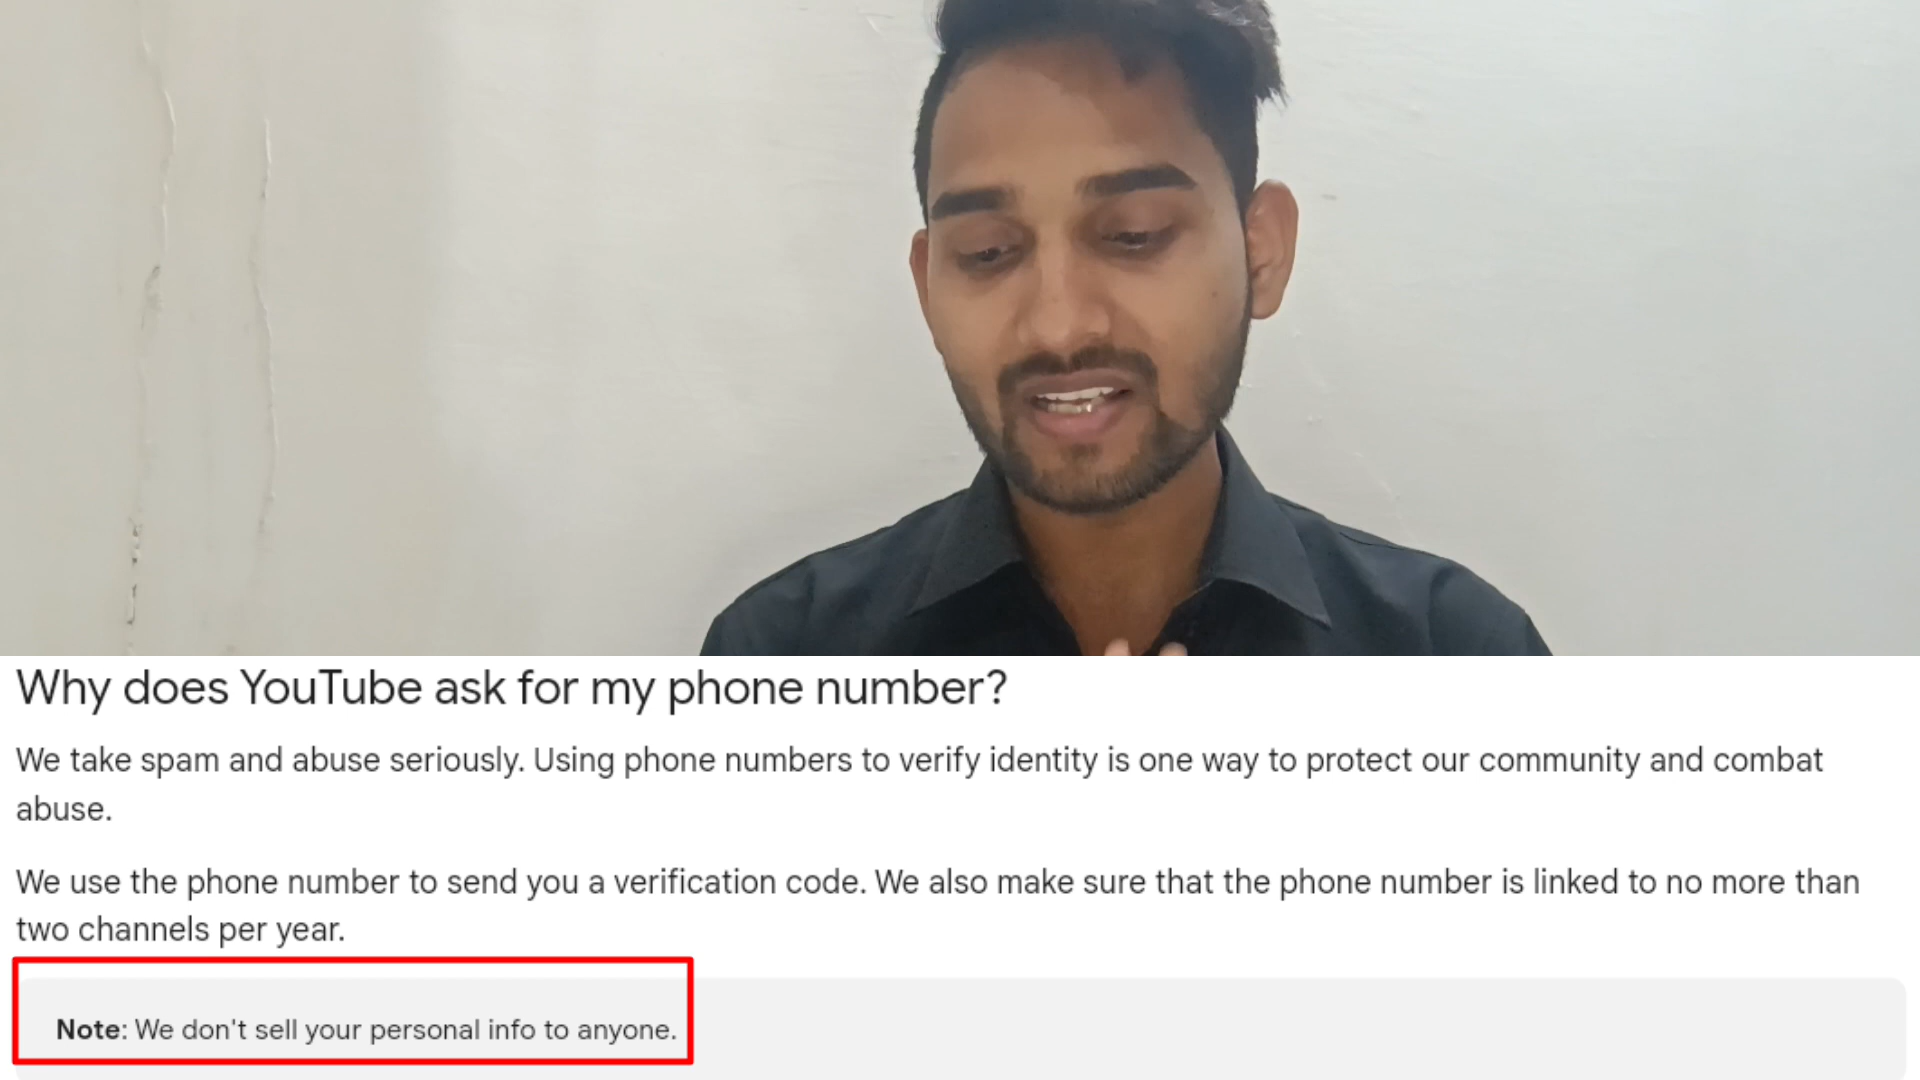 Why does YouTube ask for my phone number?
We take spam and abuse seriously. Using phone numbers to verify identity is one way to protect our community and combat
abuse.
We use the phone number to send you a verification code. We also make sure that the phone number is linked to no more than
two channels per year.
Note: We don't sell your personal info to anyone.